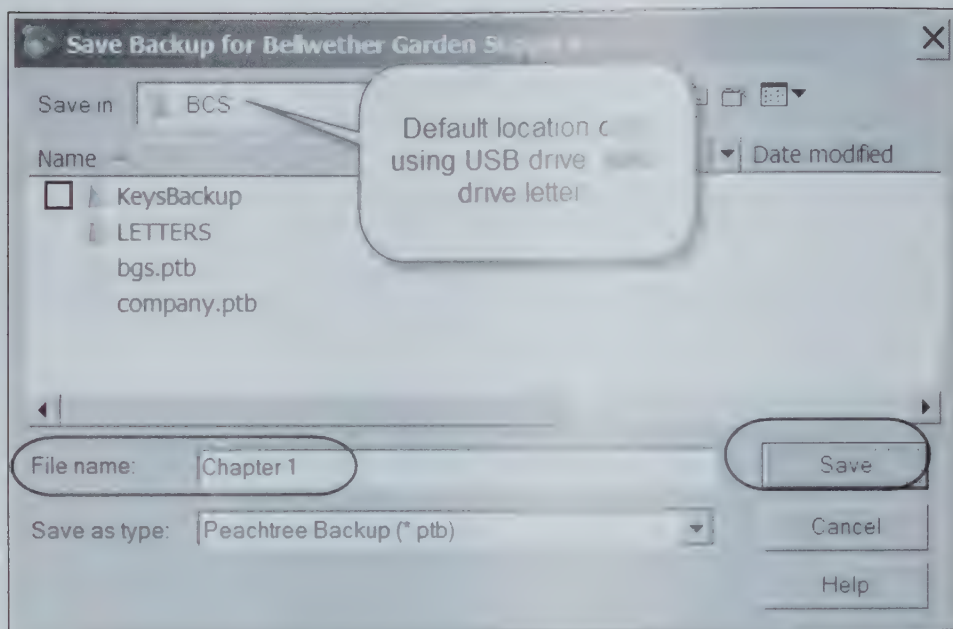 Save Backup for Bellwether Garden
Save in
BCS
Default location
using USB drive
drive letter
Name
Date modified
KeysBackup
LETTERS
bgs.ptb
company.ptb
File name:
Chapter 1
Save
Save as type:
Peachtree Backup (* ptb)
Cancel
Help